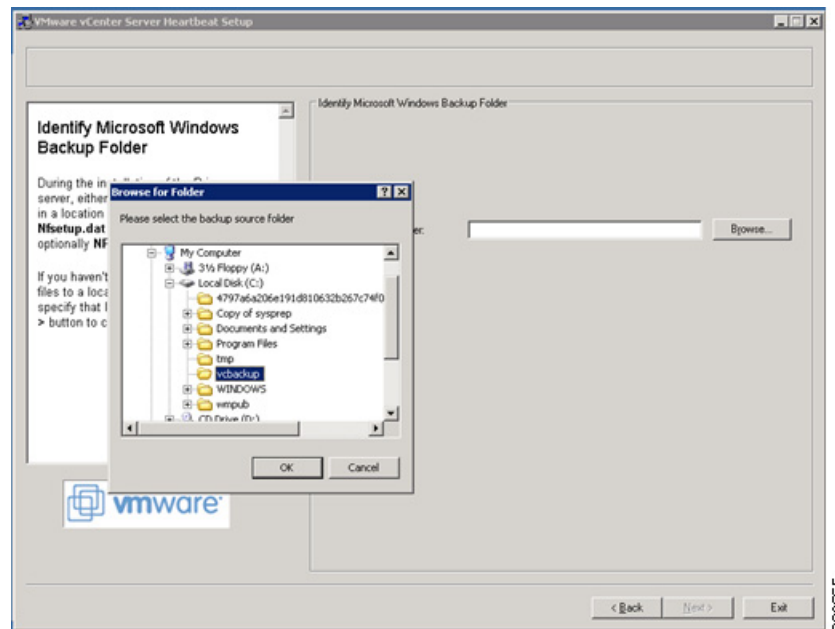 VMware vCenter Server Heartbeat Setup
Identify Microsoft Windows Backup Folder
Identify Microsoft Windows
Backup Folder
During the in
server, either
in a location
Nfsetup.dat
optionally NF
If you haven't
files to a loca
specify that l
> button to c
Browse for Folder
Please select the backup source folder
My Computer
3½ Floppy (A:)
Local Disk (C:)
4797a6a206e191d810632b267c74f0
Copy of sysprep
Documents and Settings
Program Files
tmp
vcbackup
WINDOWS
wmpub
CD Drive (D:)
OK
Cancel
er:
Browse...
vmware
< Back
Next >
Exit